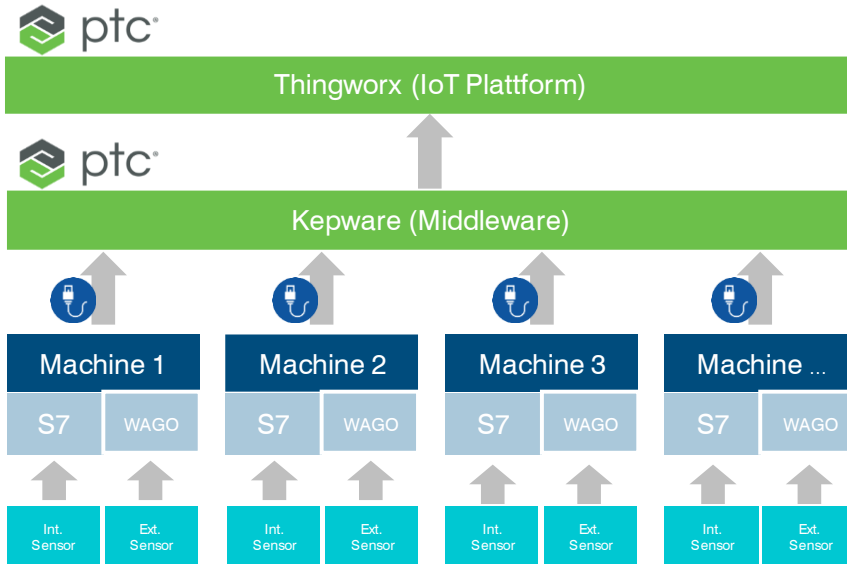 ptc®
Thingworx (IoT Plattform)
ptc®
Kepware (Middleware)
Machine 1
Machine 2
Machine 3
Machine ...
S7
WAGO
S7
WAGO
S7
WAGO
S7
WAGO
Int.
Sensor
Ext.
Sensor
Int.
Sensor
Ext.
Sensor
Int.
Sensor
Ext.
Sensor
Int.
Sensor
Ext.
Sensor